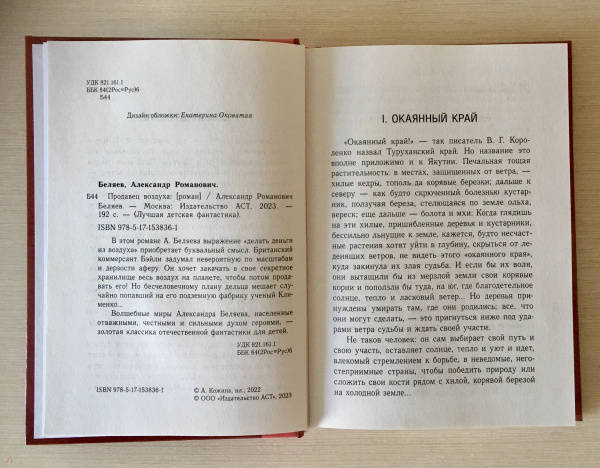 УДК 821.161.1
ББК 84(2Рос=Рус)6
Б44
Дизайн обложки: Екатерина Оковитая
Беляев, Александр Романович.
Б44 Продавец воздуха: [роман] / Александр Романович
Беляев. — Москва: Издательство АСТ, 2023. —
192 с. — (Лучшая детская фантастика).
ISBN 978-5-17-153836-1
В этом романе А. Беляева выражение «делать деньги
из воздуха» приобретает буквальный смысл. Британский
коммерсант Бэйли задумал невероятную по масштабам
и дерзости аферу. Он хочет закачать в свое секретное
хранилище весь воздух на планете, чтобы потом прода-
вать его! Но бесчеловечному плану дельца мешает слу-
чайно попавший на его подземную фабрику ученый Кли-
менко...
Волшебные миры Александра Беляева, населенные
отважными, честными и сильными духом героями, —
золотая классика отечественной фантастики для детей.
УДК 821.161.1
ББК 84(2Рос=Рус)6
ISBN 978-5-17-153836-1
© А. Кожина, ил., 2022
© ООО «Издательство АСТ», 2023
I. ОКАЯННЫЙ КРАЙ
«Окаянный край!» — так писатель В. Г. Коро-
ленко назвал Туруханский край. Но название это
вполне приложимо и к Якутии. Печальная тощая
растительность: в местах, защищенных от ветра, —
хилые кедры, тополь да корявые березки; дальше к
северу — как будто скрюченный болезнью кустар-
ник, ползучая береза, стелющаяся по земле ольха,
вереск; еще дальше — болота и мхи. Когда глядишь
на эти хилые, пришибленные деревья и кустарники,
бессильно льнущие к земле, кажется, будто несчаст-
ные растения хотят уйти в глубину, скрыться от ле-
денящих ветров, не видеть этого «окаянного края»,
куда закинула их злая судьба. И если бы их воля,
они вытащили бы из мерзлой земли свои корявые
корни и поползли бы туда, на юг, где благодательное
солнце, тепло и ласковый ветер... Но деревья при-
нуждены умирать там, где они родились; все, что
они могут сделать, — это пригнуться ниже под уда-
рами ветра судьбы и ждать своей участи.
Не таков человек: он сам выбирает свой путь и
свою участь, оставляет солнце, тепло и уют и идет,
влекомый стремлением к борьбе, в неведомые, него-
степриимные страны, чтобы победить природу или
сложить свои кости рядом с хилой, корявой березой
на холодной земле...